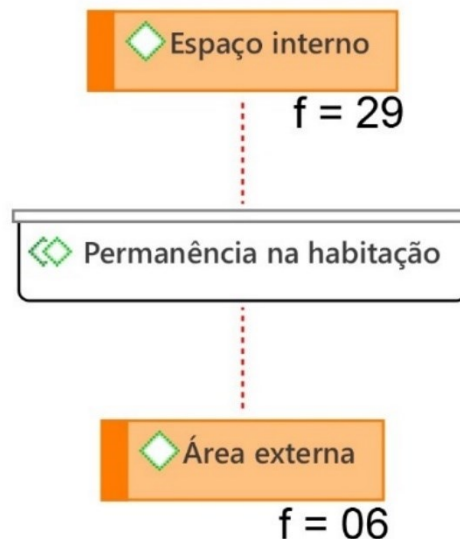 Espaço interno
f = 29
Permanência na habitação
Área externa
f = 06